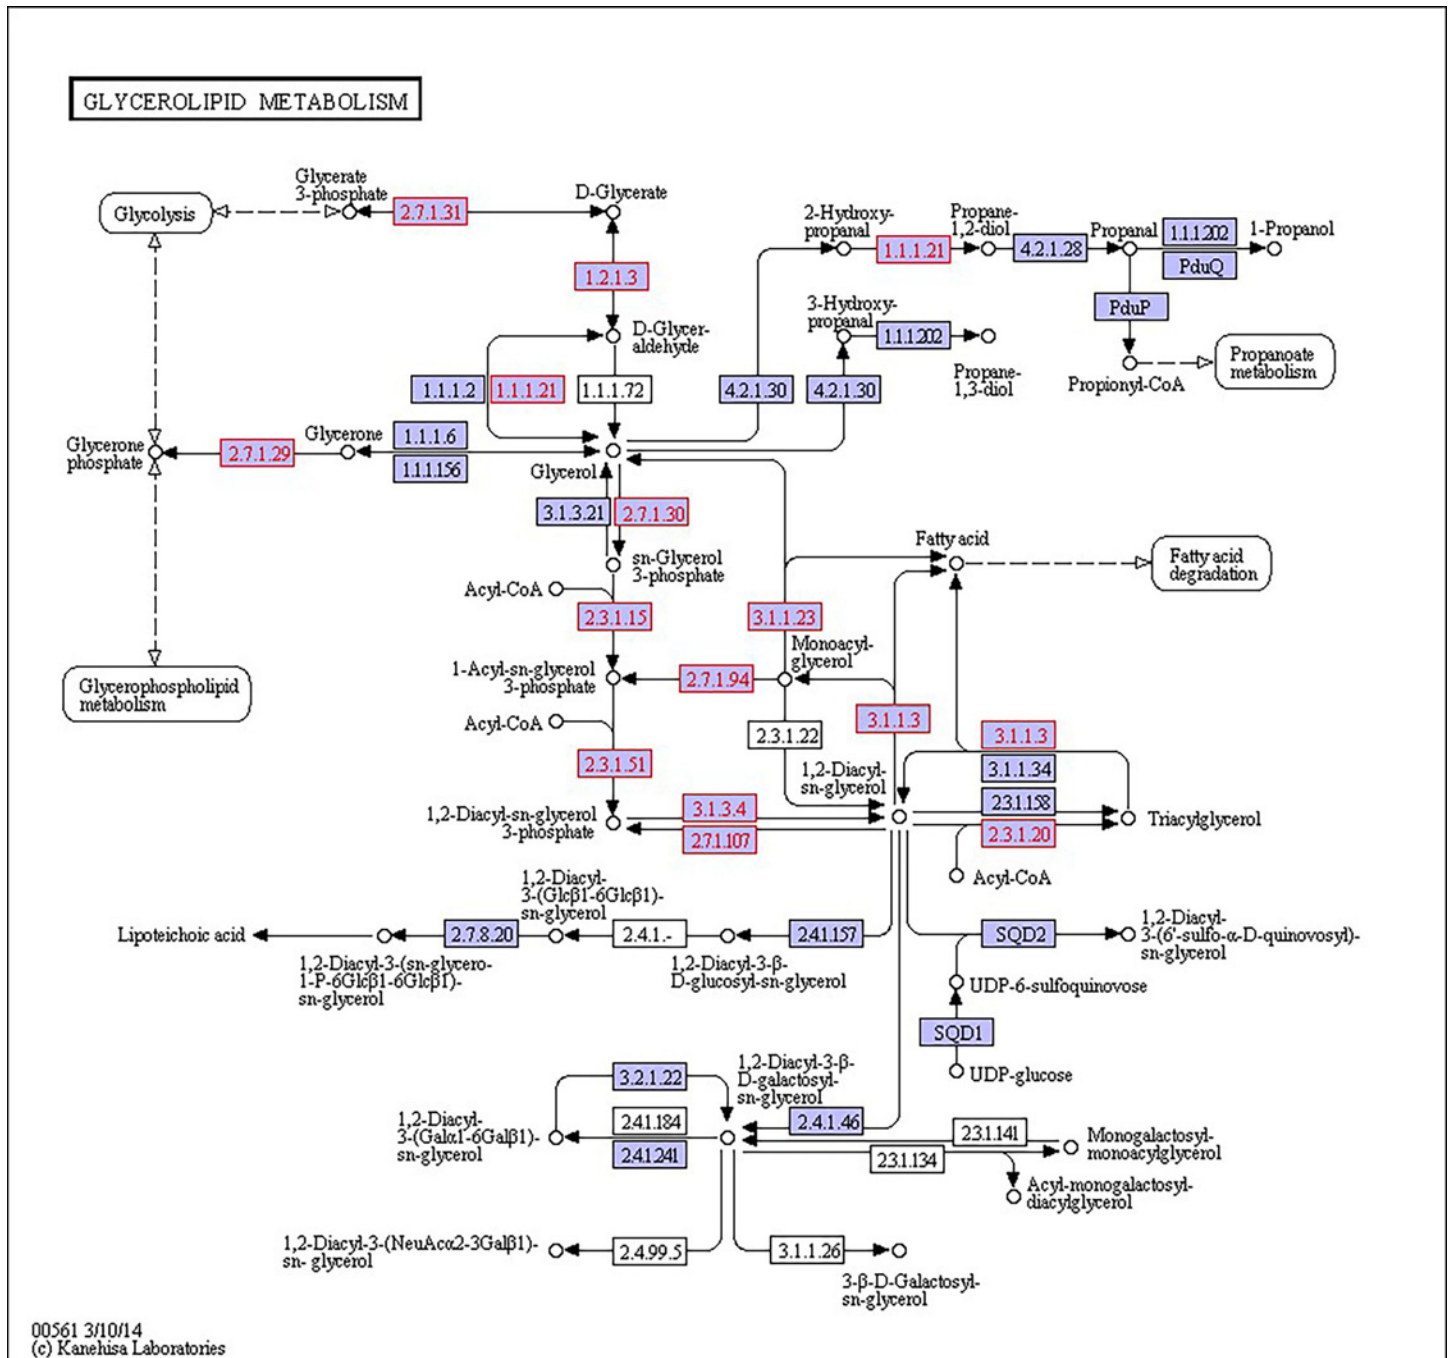 GLYCEROLIPID METABOLISM
Glycerate
3-phosphate
D-Glycerate
Glycolysis
2.7.1.31
2-Hydroxy-
propanal
Propane-
1,2-diol
Propanal
1.1.1.202
1-Propanol
1.1.1.21
4.2.1.28
PduQ
1.2.1.3
PduP
3-Hydroxy-
propanal
D-Glycer-
aldehyde
1.1.1.202
Propane-
1,3-diol
Propionyl-CoA
Propanoate
metabolism
1.1.1.2
1.1.1.21
1.1.1.72
4.2.1.30
4.2.1.30
Glycerone
phosphate
2.7.1.29
Glycerone
1.1.1.6
1.1.1.156
Glycerol
3.1.3.21
2.7.1.30
sn-Glycerol
3-phosphate
Fatty acid
Fatty acid
degradation
Acyl-CoA
2.3.1.15
3.1.1.23
Monoacyl-
glycerol
1-Acyl-sn-glycerol
3-phosphate
2.7.1.94
Glycerophospholipid
metabolism
Acyl-CoA
2.3.1.22
3.1.1.3
3.1.1.3
2.3.1.51
3.1.1.34
1,2-Diacyl-
sn-glycerol
1,2-Diacyl-sn-glycerol
3-phosphate
3.1.3.4
2.7.1.107
2.3.1.158
2.3.1.20
Triacylglycerol
Acyl-CoA
1,2-Diacyl-
3-(Glcβ1-6Glcβ1)-
sn-glycerol
Lipoteichoic acid
2.7.8.20
2.4.1.-
2.4.1.157
SQD2
1,2-Diacyl-
3-(6'-sulfo-α-D-quinovosyl)-
sn-glycerol
1,2-Diacyl-3-(sn-glycero-
1-P-6Glcβ1-6Glcβ1)-
sn-glycerol
1,2-Diacyl-3-β-
D-glucosyl-sn-glycerol
UDP-6-sulfoquinovose
SQD1
UDP-glucose
3.2.1.22
1,2-Diacyl-3-β-
D-galactosyl-
sn-glycerol
1,2-Diacyl-
3-(Galα1-6Galβ1)-
sn-glycerol
2.4.1.184
2.4.1.241
2.4.1.46
2.3.1.141
2.3.1.134
Monogalactosyl-
monoacylglycerol
Acyl-monogalactosyl-
diacylglycerol
1,2-Diacyl-3-(NeuAcα2-3Galβ1)-
sn- glycerol
2.4.99.5
3.1.1.26
3-β-D-Galactosyl-
sn-glycerol
00561 3/10/14
(c) Kanehisa Laboratories